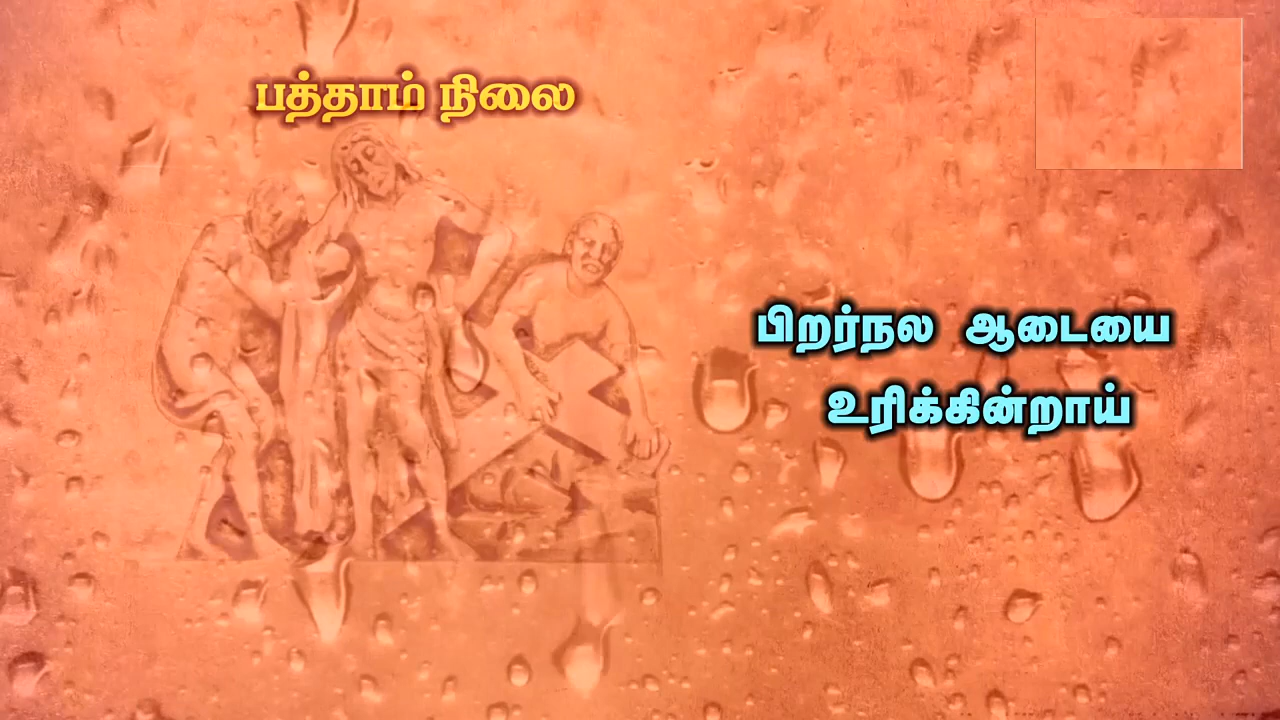 பத்தாம் நிலை
பிறர்நல ஆடையை
உரிக்கின்றாய்